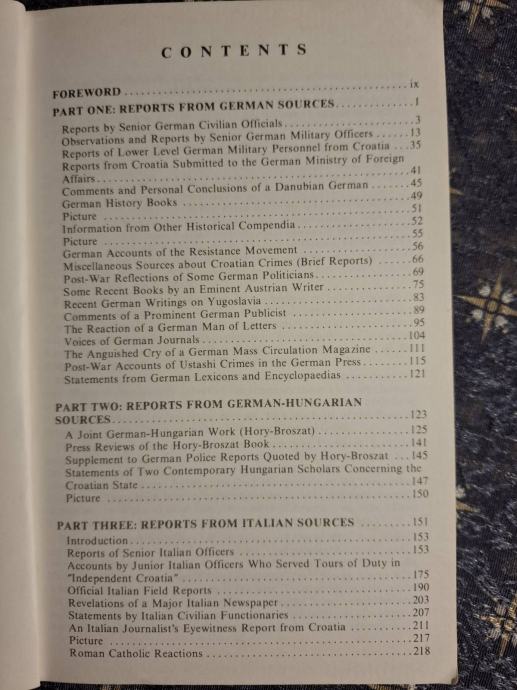 CONTENTS
FOREWORD ........ ix
PART ONE: REPORTS FROM GERMAN SOURCES ........ 1
Reports by Senior German Civilian Officials ........ 3
Observations and Reports by Senior German Military Officers ...... 13
Reports of Lower Level German Military Personnel from Croatia ... 35
Reports from Croatia Submitted to the German Ministry of Foreign
Affairs ........ 41
Comments and Personal Conclusions of a Danubian German ....... 45
German History Books ........ 49
Picture ........ 51
Information from Other Historical Compendia ........ 52
Picture ........ 55
German Accounts of the Resistance Movement ........ 56
Miscellaneous Sources about Croatian Crimes (Brief Reports) ...... 66
Post-War Reflections of Some German Politicians ........ 69
Some Recent Books by an Eminent Austrian Writer ........ 75
Recent German Writings on Yugoslavia ........ 83
Comments of a Prominent German Publicist ........ 89
The Reaction of a German Man of Letters ........ 95
Voices of German Journals ........ 104
The Anguished Cry of a German Mass Circulation Magazine ...... 111
Post-War Accounts of Ustashi Crimes in the German Press ....... 115
Statements from German Lexicons and Encyclopaedias ........ 121
PART TWO: REPORTS FROM GERMAN-HUNGARIAN
SOURCES ........ 123
A Joint German-Hungarian Work (Hory-Broszat) ........ 125
Press Reviews of the Hory-Broszat Book ........ 141
Supplement to German Police Reports Quoted by Hory-Broszat ... 145
Statements of Two Contemporary Hungarian Scholars Concerning the
Croatian State ........ 147
Picture ........ 150
PART THREE: REPORTS FROM ITALIAN SOURCES ........ 151
Introduction ........ 153
Reports of Senior Italian Officers ........ 153
Accounts by Junior Italian Officers Who Served Tours of Duty in
"Independent Croatia" ........ 175
Official Italian Field Reports ........ 190
Revelations of a Major Italian Newspaper ........ 203
Statements by Italian Civilian Functionaries ........ 207
An Italian Journalist's Eyewitness Report from Croatia ........ 211
Picture ........ 217
Roman Catholic Reactions ........ 218